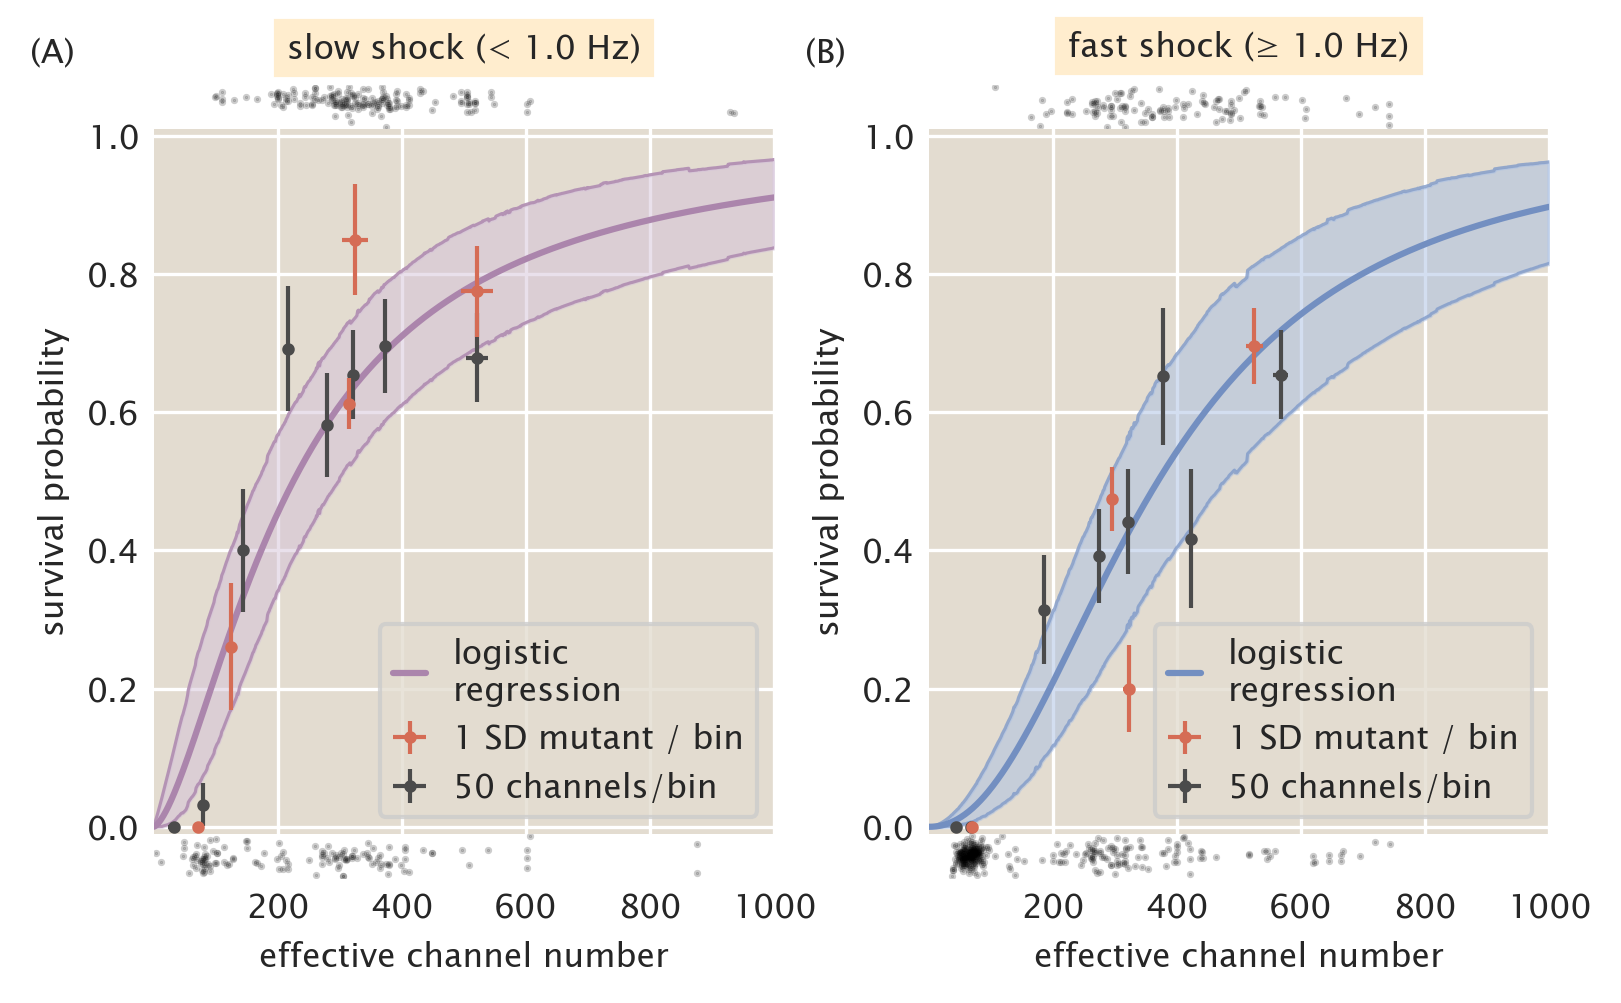 (A)
slow shock (< 1.0 Hz)
1.0
0.8
0.6
0.4
0.2
0.0
survival probability
logistic
regression
1 SD mutant / bin
50 channels/bin
200 400 600 800 1000
effective channel number
(B)
fast shock (≥ 1.0 Hz)
1.0
0.8
0.6
0.4
0.2
0.0
survival probability
logistic
regression
1 SD mutant / bin
50 channels/bin
200 400 600 800 1000
effective channel number